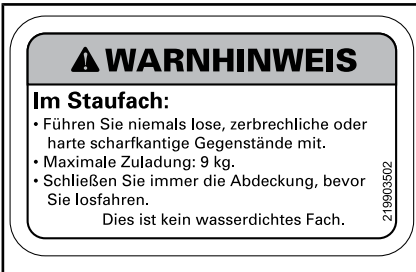 WARNHINWEIS
Im Staufach:
• Führen Sie niemals lose, zerbrechliche oder
harte scharfkantige Gegenstände mit.
• Maximale Zuladung: 9 kg.
• Schließen Sie immer die Abdeckung, bevor
Sie losfahren.
Dies ist kein wasserdichtes Fach.
219903502